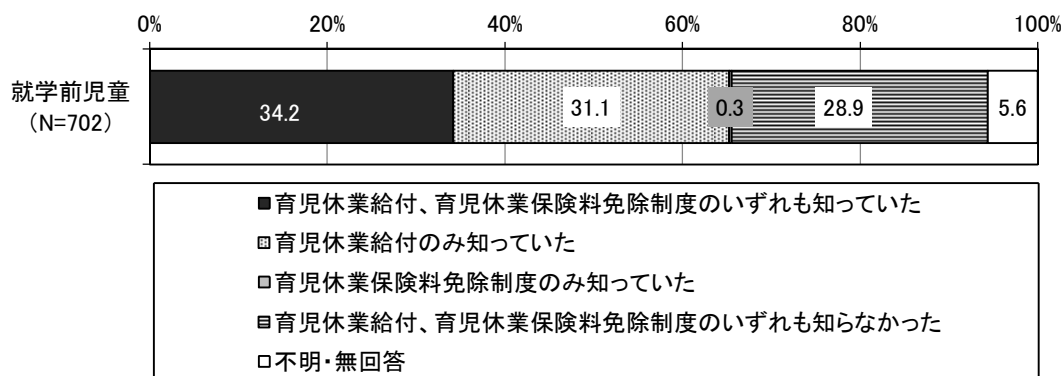 0% 20% 40% 60% 80% 100%
就学前児童
（N=702）
34.2 31.1 0.3 28.9 5.6
育児休業給付、育児休業保険料免除制度のいずれも知っていた
育児休業給付のみ知っていた
育児休業保険料免除制度のみ知っていた
育児休業給付、育児休業保険料免除制度のいずれも知らなかった
不明・無回答